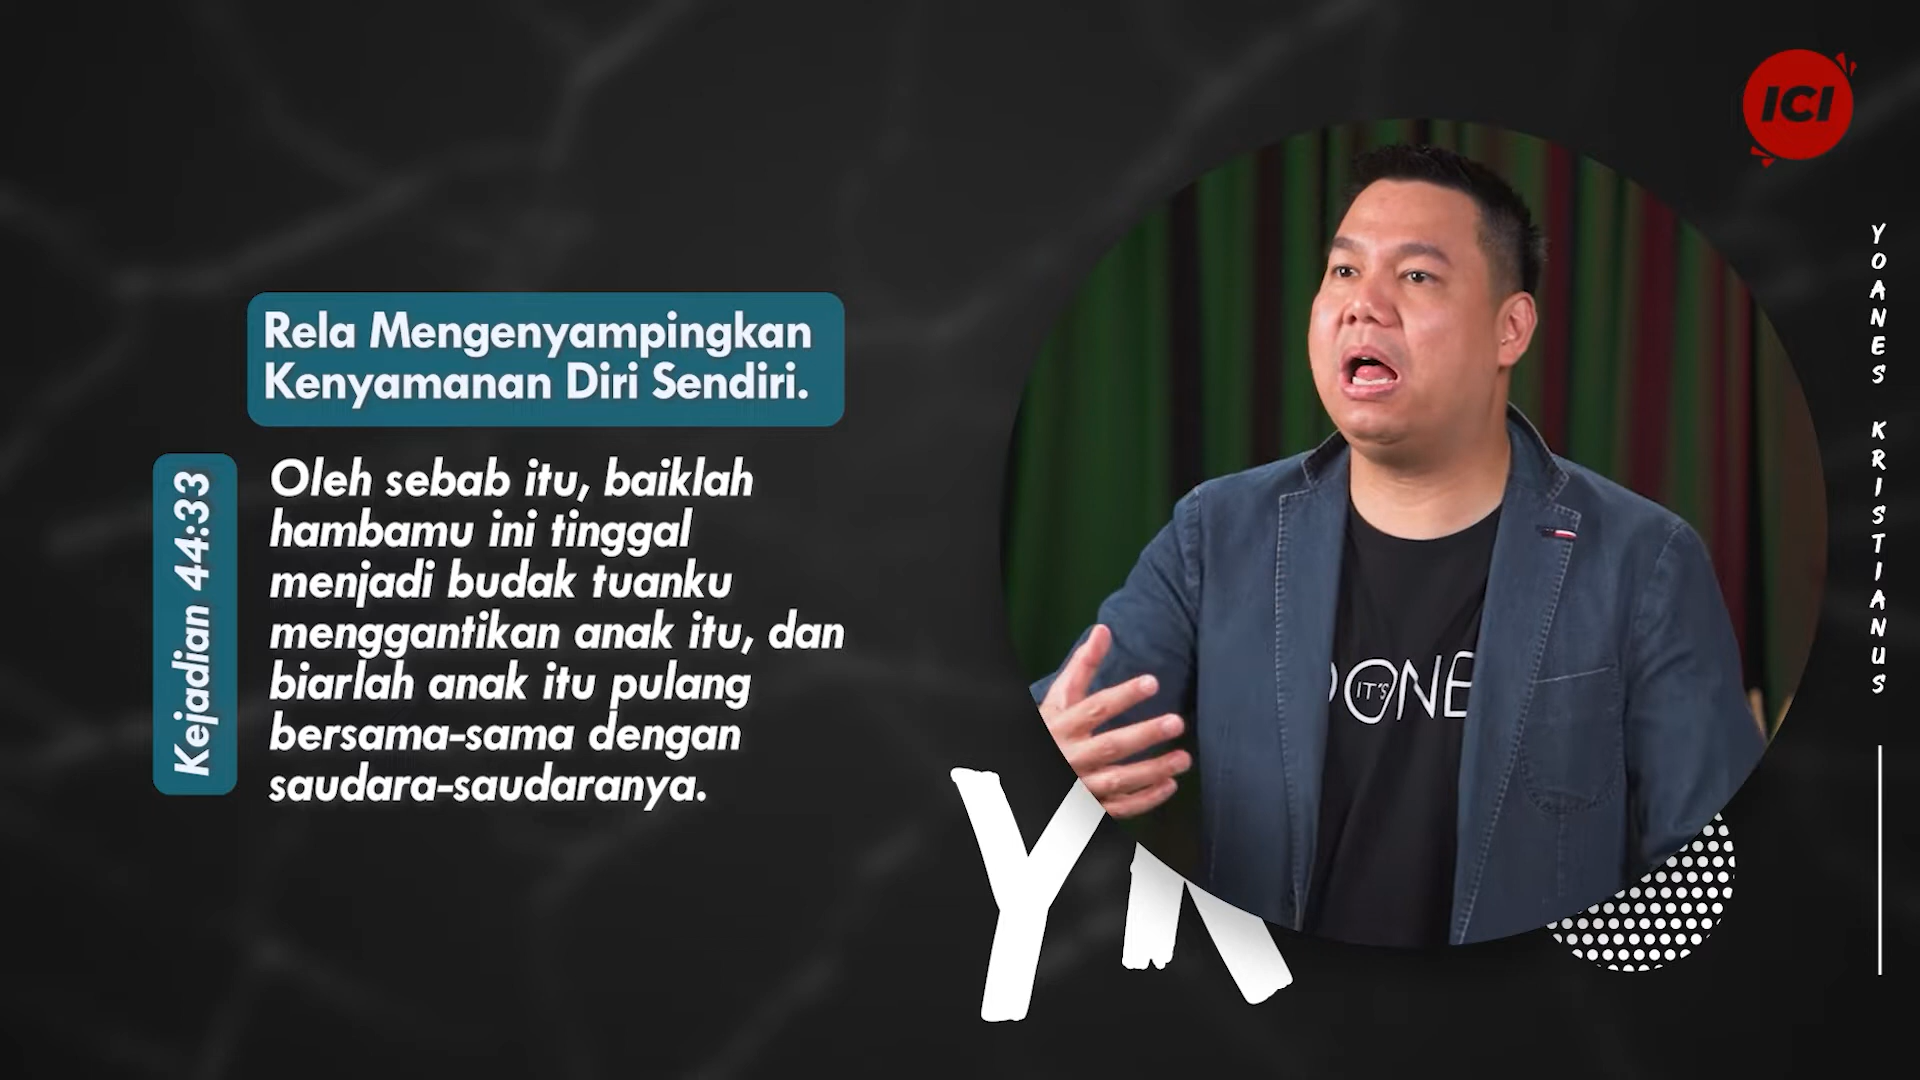 ICI
Rela Mengenyampingkan
Kenyamanan Diri Sendiri.
Kejadian 44:33
Oleh sebab itu, baiklah
hambamu ini tinggal
menjadi budak tuanku
menggantikan anak itu, dan
biarlah anak itu pulang
bersama-sama dengan
saudara-saudaranya.
IT'S
DONE
YK
YOANES KRISTIANUS